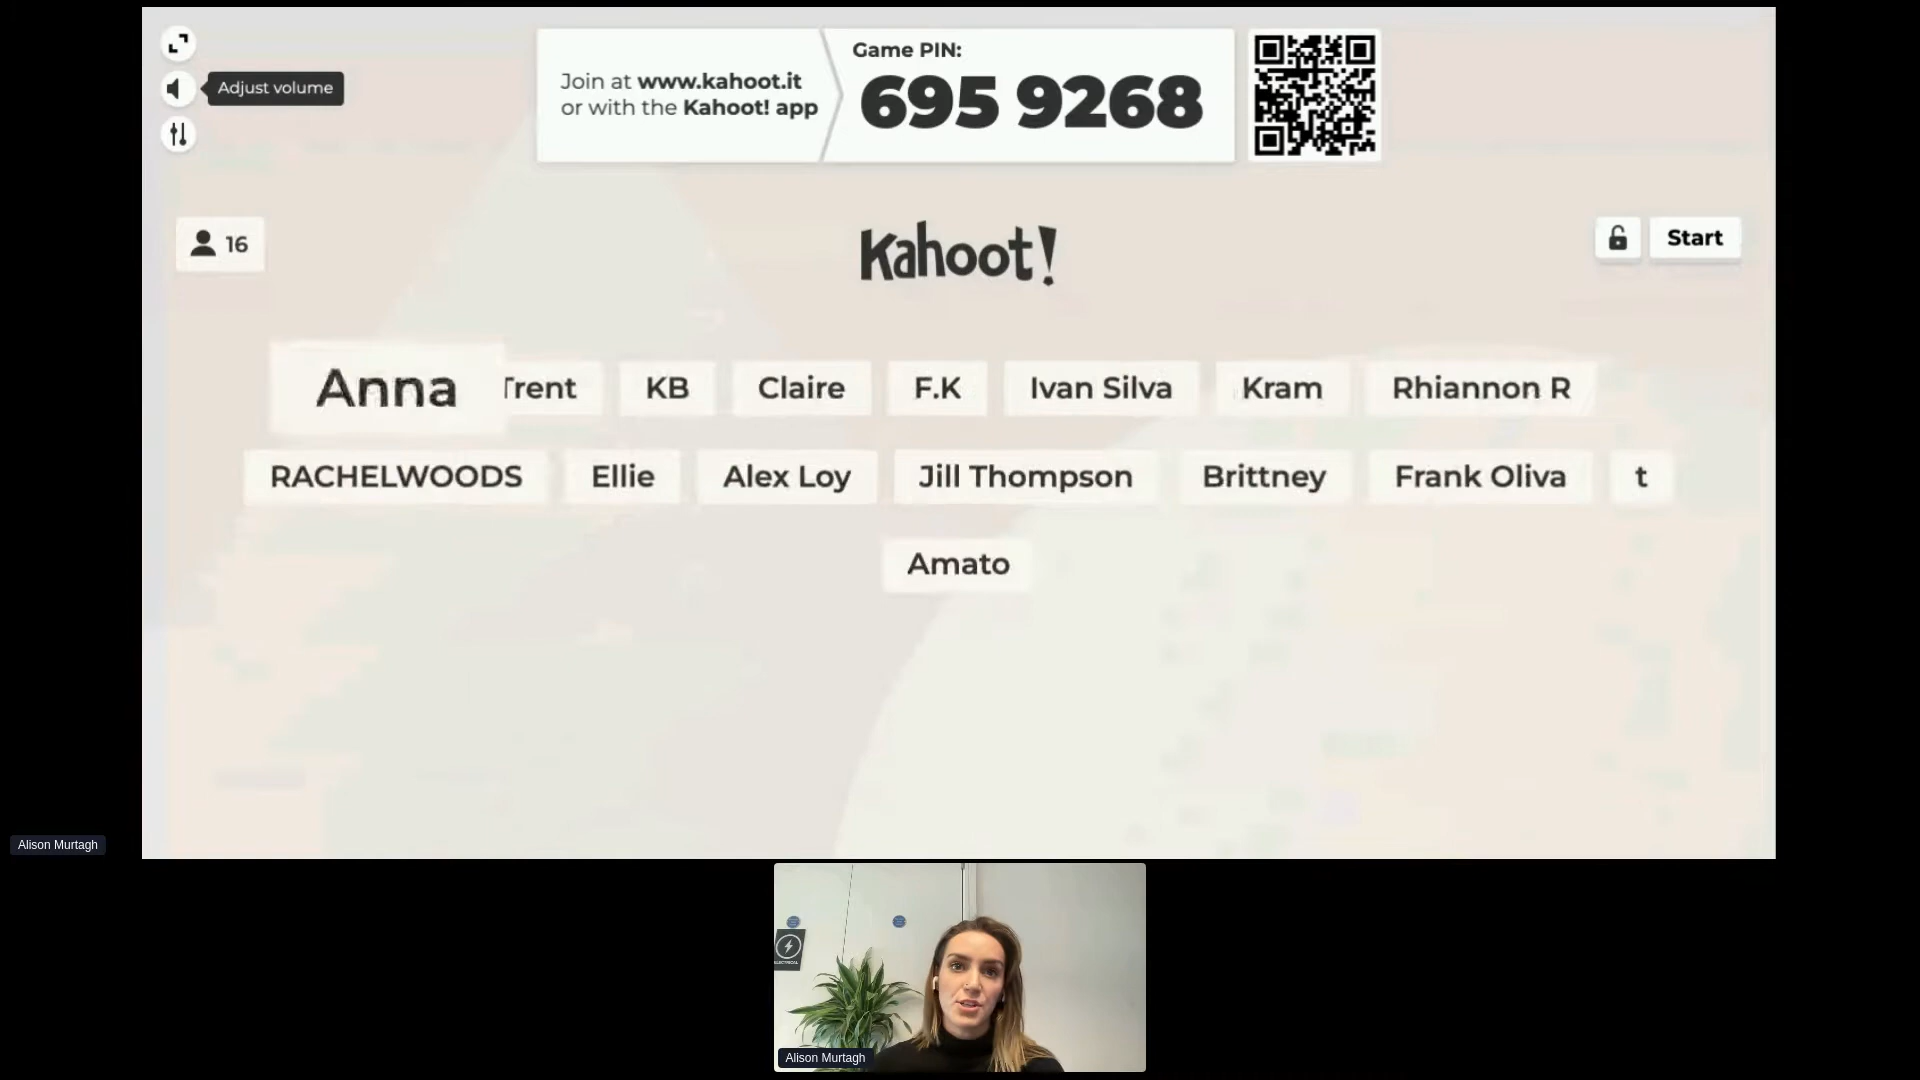 Adjust volume
Join at www.kahoot.it
or with the Kahoot! app
Game PIN:
695 9268
16
Kahoot!
Start
Anna Trent KB Claire F.K Ivan Silva Kram Rhiannon R
RACHELWOODS Ellie Alex Loy Jill Thompson Brittney Frank Oliva t
Amato
Alison Murtagh
Alison Murtagh